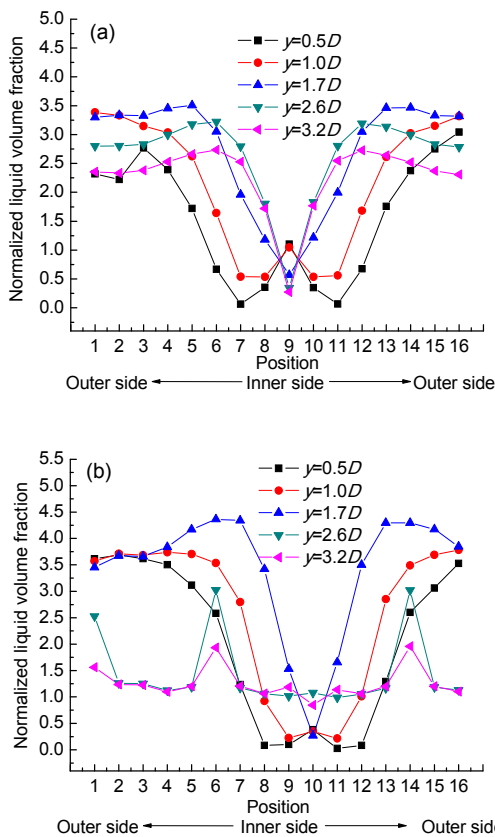 (a)
y=0.5D
y=1.0D
y=1.7D
y=2.6D
y=3.2D
Normalized liquid volume fraction
5.0
4.5
4.0
3.5
3.0
2.5
2.0
1.5
1.0
0.5
0.0
1 2 3 4 5 6 7 8 9 10 11 12 13 14 15 16
Position
Outer side Inner side Outer side
(b)
y=0.5D
y=1.0D
y=1.7D
y=2.6D
y=3.2D
Normalized liquid volume fraction
5.5
5.0
4.5
4.0
3.5
3.0
2.5
2.0
1.5
1.0
0.5
0.0
1 2 3 4 5 6 7 8 9 10 11 12 13 14 15 16
Position
Outer side Inner side Outer sid